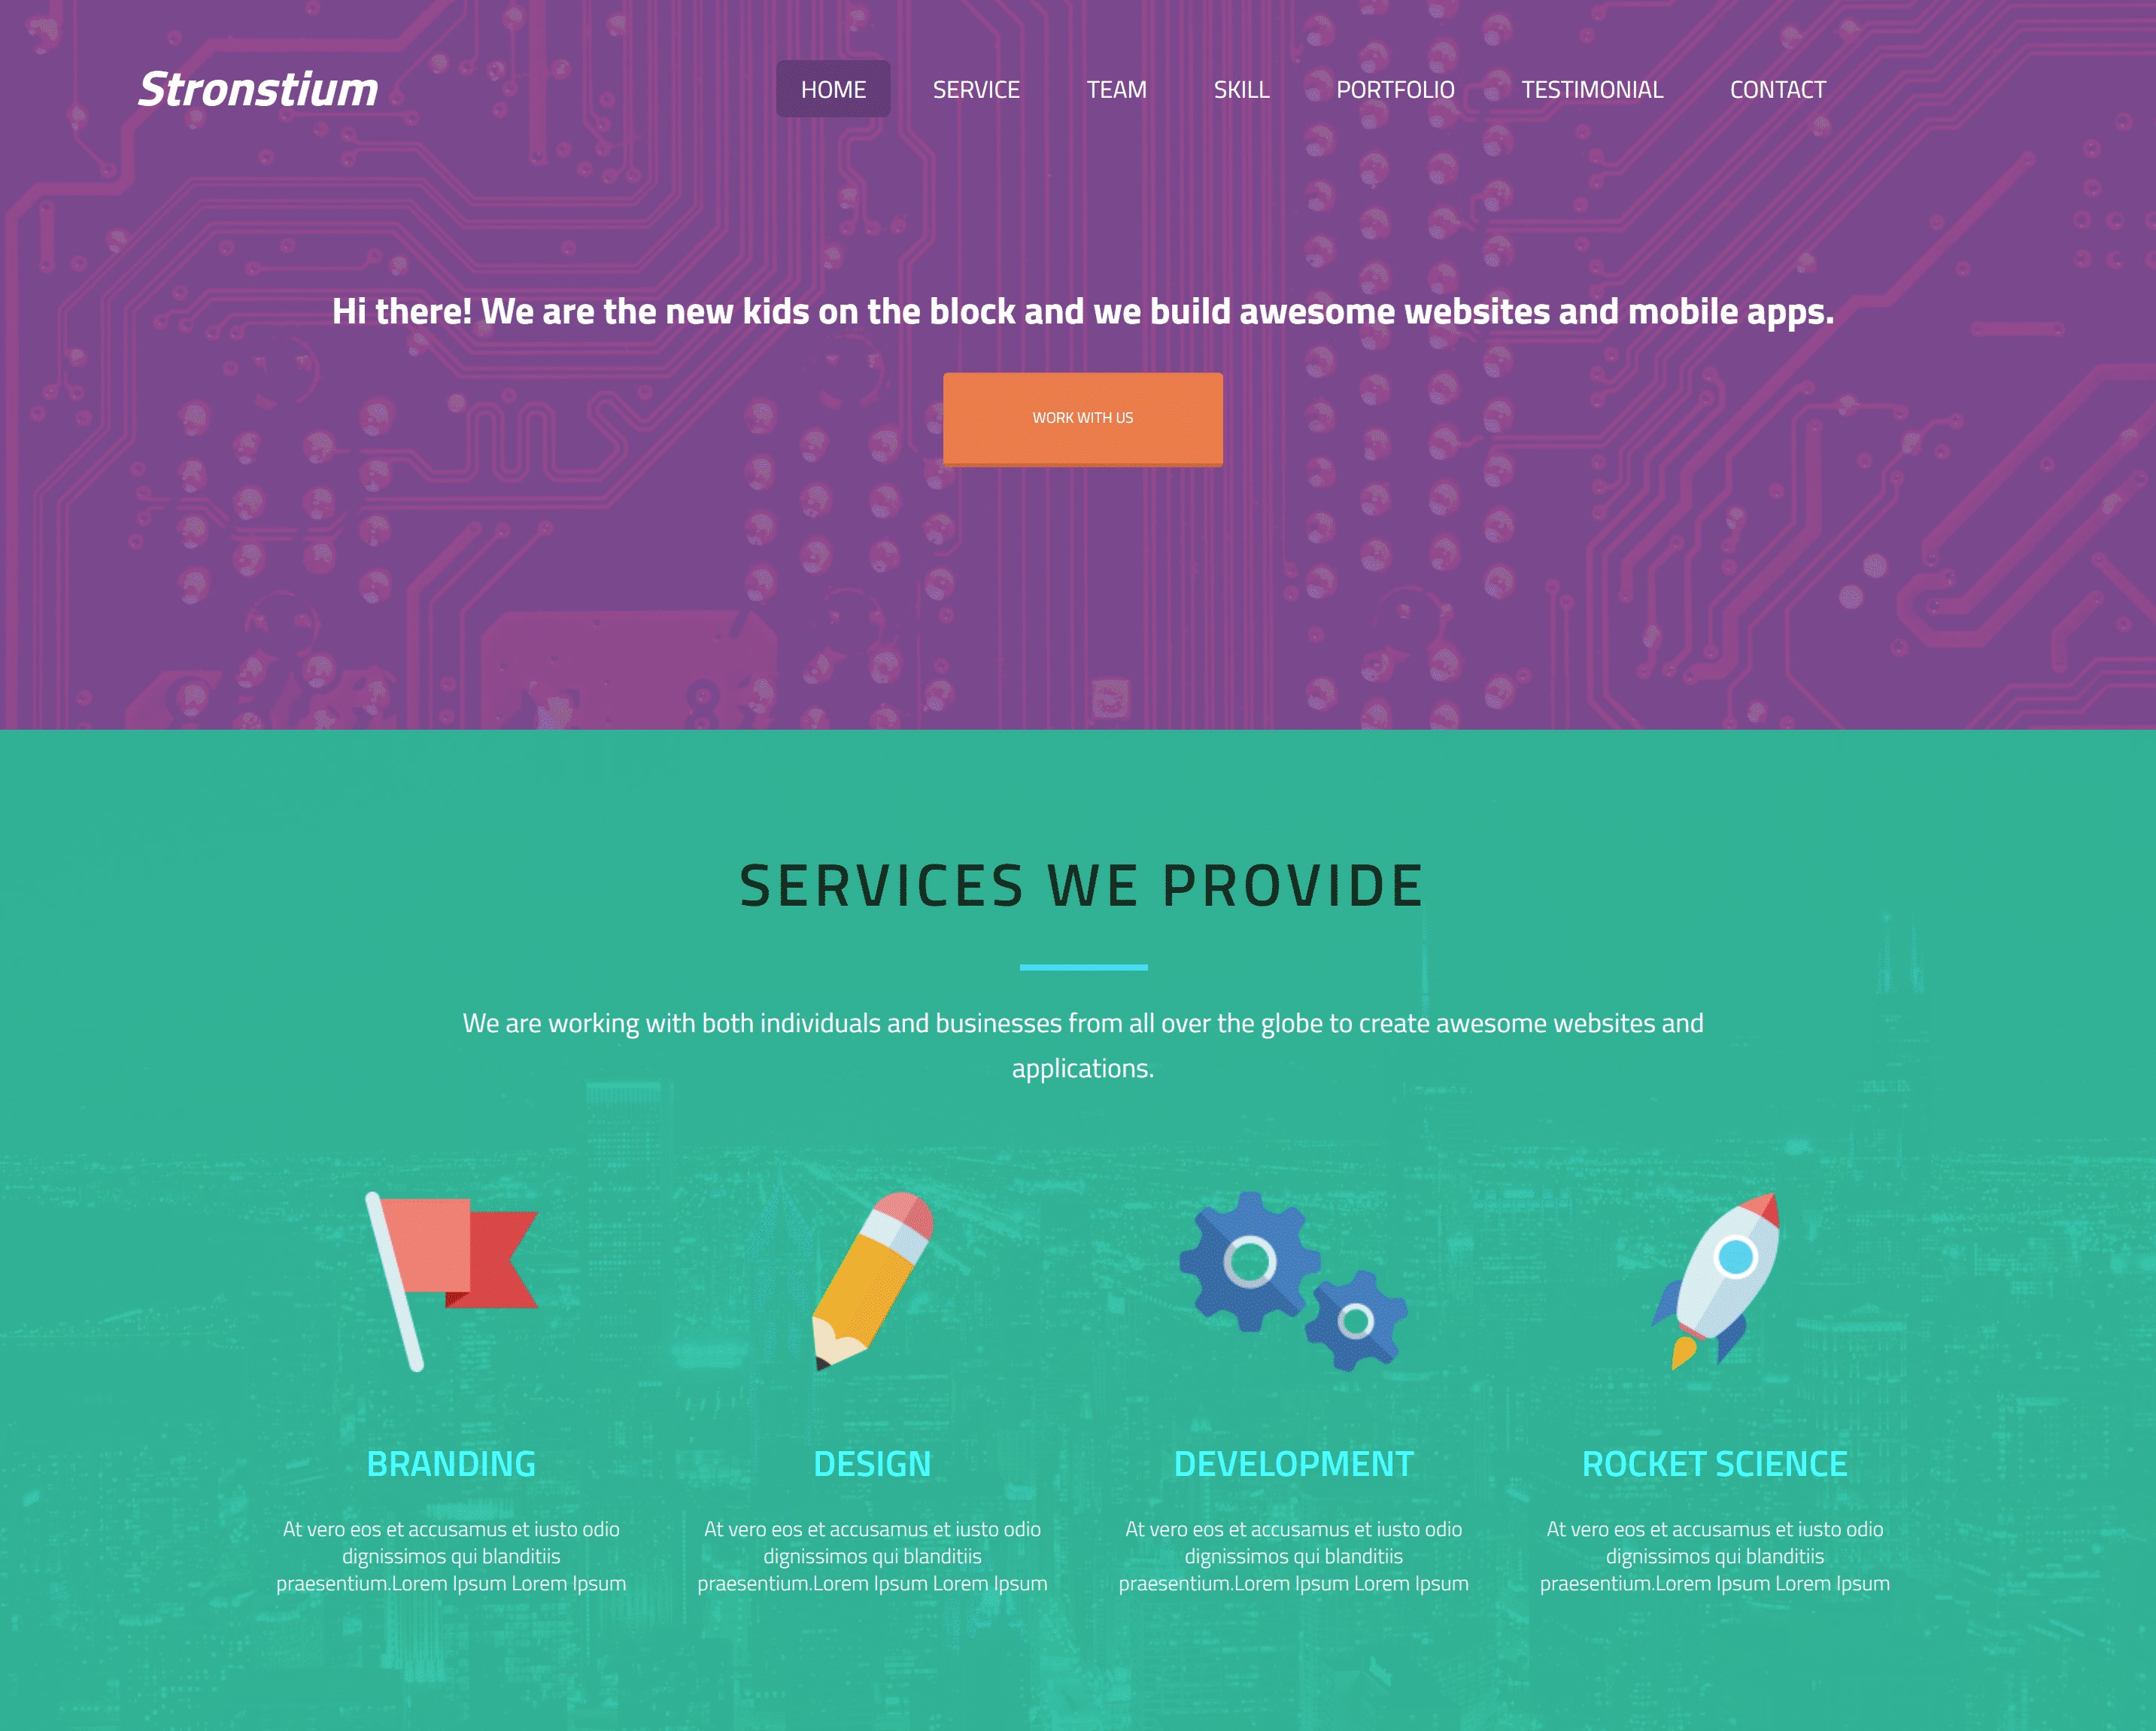 Stronstium
HOME SERVICE TEAM SKILL PORTFOLIO TESTIMONIAL CONTACT
Hi there! We are the new kids on the block and we build awesome websites and mobile apps.
WORK WITH US
SERVICES WE PROVIDE
We are working with both individuals and businesses from all over the globe to create awesome websites and
applications.
BRANDING
At vero eos et accusamus et iusto odio
dignissimos qui blanditiis
praesentium.Lorem Ipsum Lorem Ipsum
DESIGN
At vero eos et accusamus et iusto odio
dignissimos qui blanditiis
praesentium.Lorem Ipsum Lorem Ipsum
DEVELOPMENT
At vero eos et accusamus et iusto odio
dignissimos qui blanditiis
praesentium.Lorem Ipsum Lorem Ipsum
ROCKET SCIENCE
At vero eos et accusamus et iusto odio
dignissimos qui blanditiis
praesentium.Lorem Ipsum Lorem Ipsum